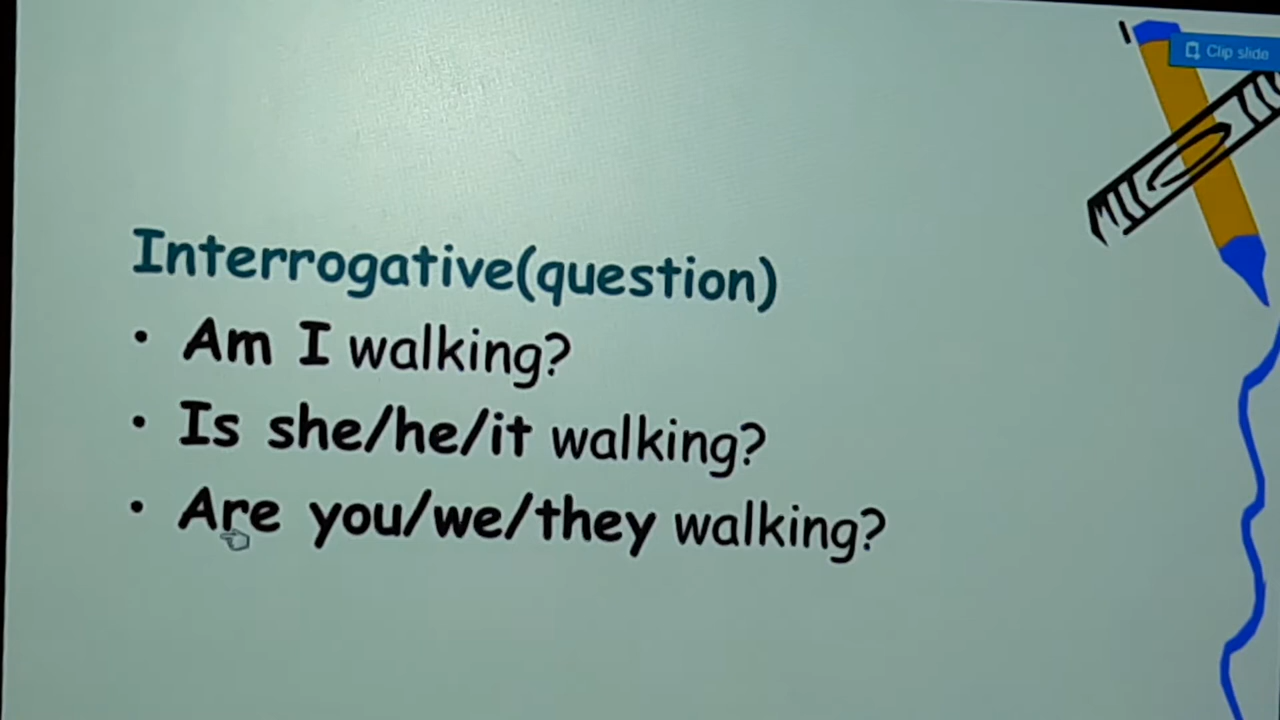 Clip slide
Interrogative(question)
• Am I walking?
• Is she/he/it walking?
• Are you/we/they walking?